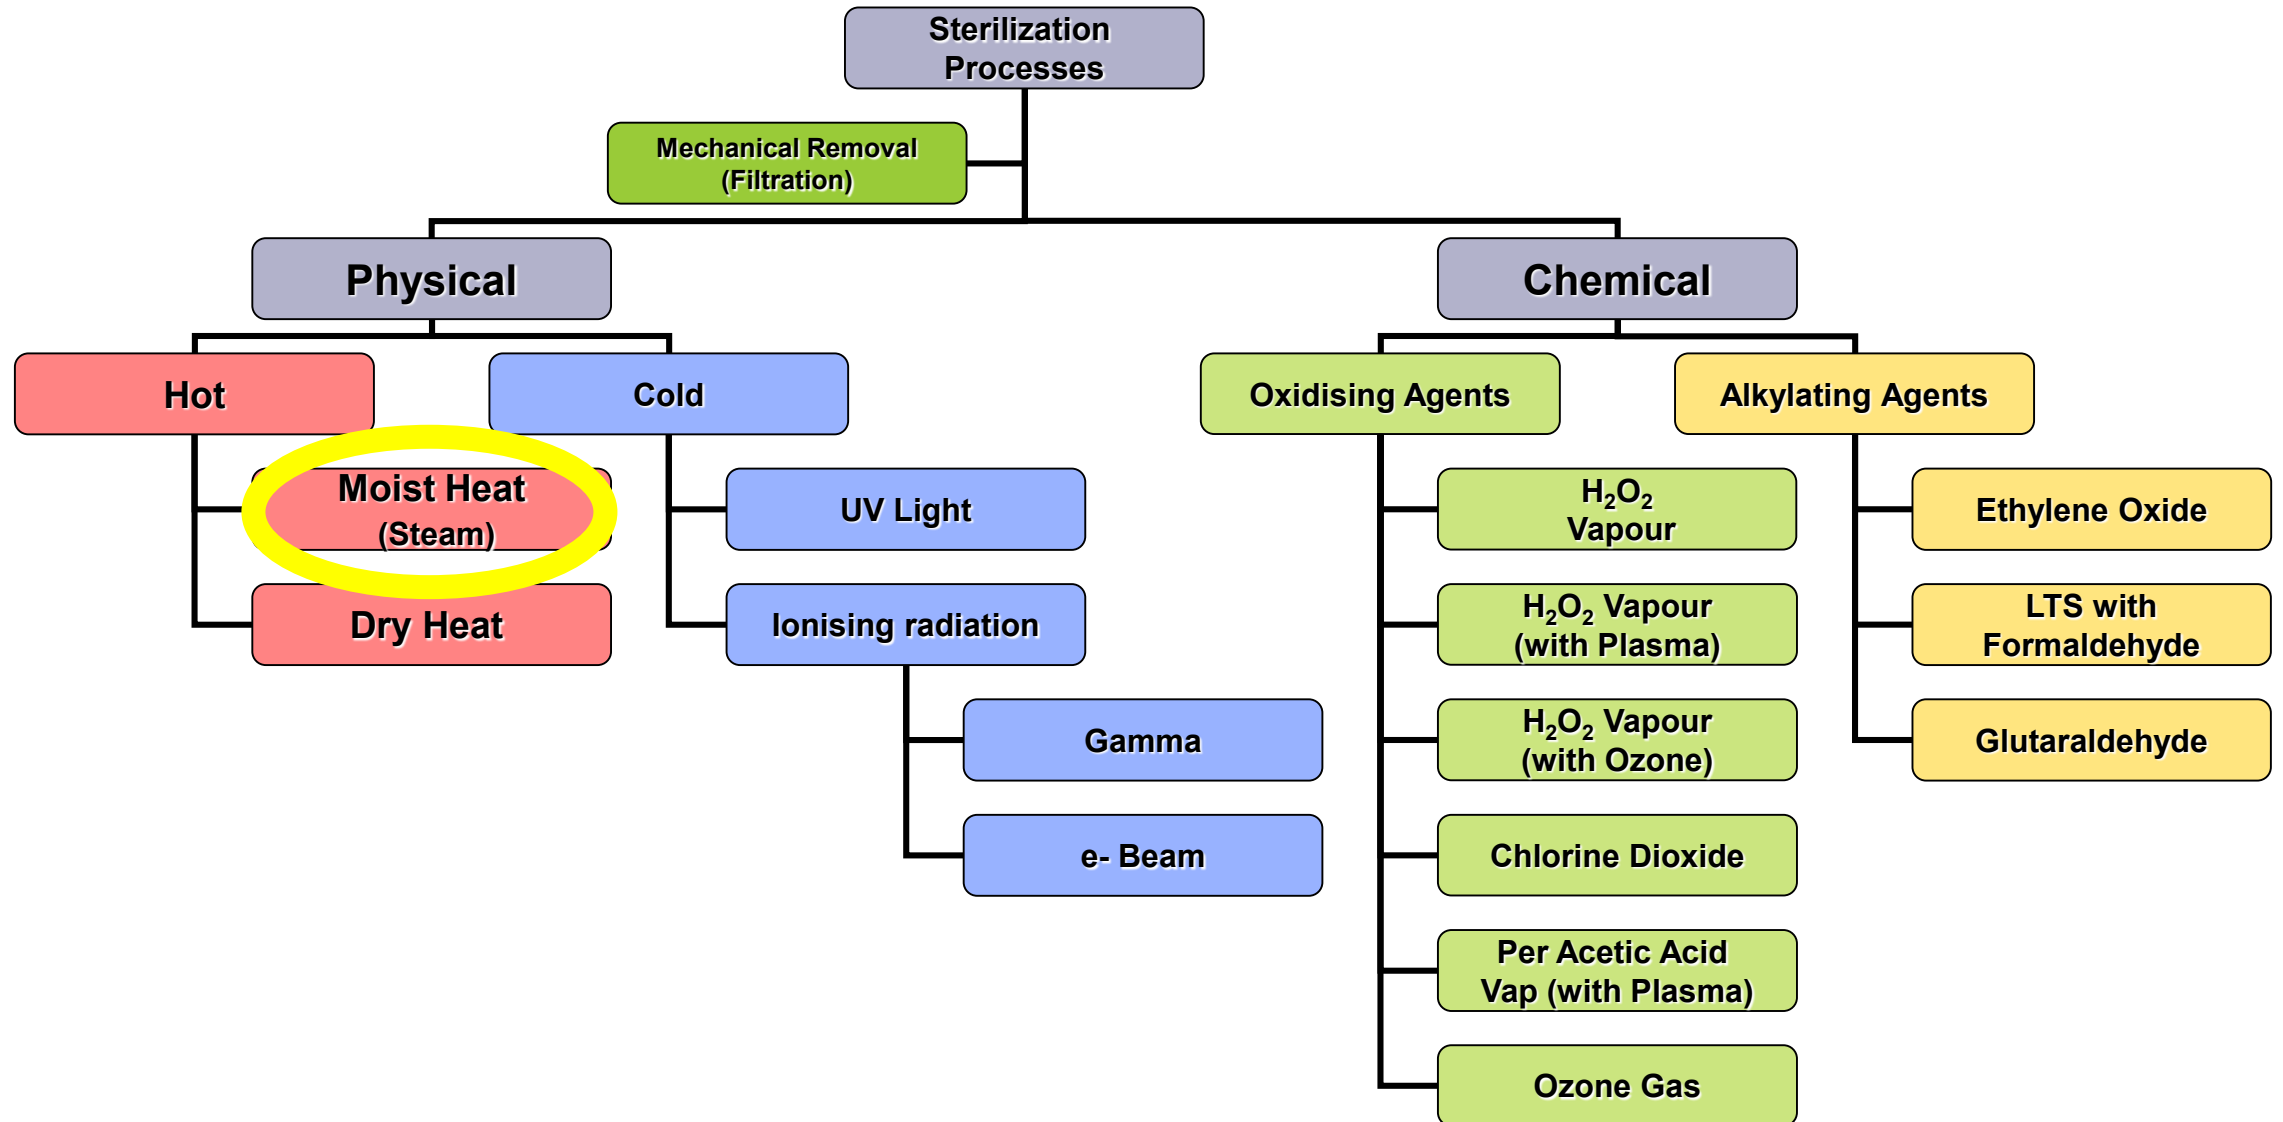 Sterilization
Processes
Mechanical Removal
(Filtration)
Physical
Chemical
Hot
Cold
Oxidising Agents
Alkylating Agents
Moist Heat
(Steam)
Dry Heat
UV Light
Ionising radiation
Gamma
e- Beam
H₂O₂
Vapour
H₂O₂ Vapour
(with Plasma)
H₂O₂ Vapour
(with Ozone)
Chlorine Dioxide
Per Acetic Acid
Vap (with Plasma)
Ozone Gas
Ethylene Oxide
LTS with
Formaldehyde
Glutaraldehyde